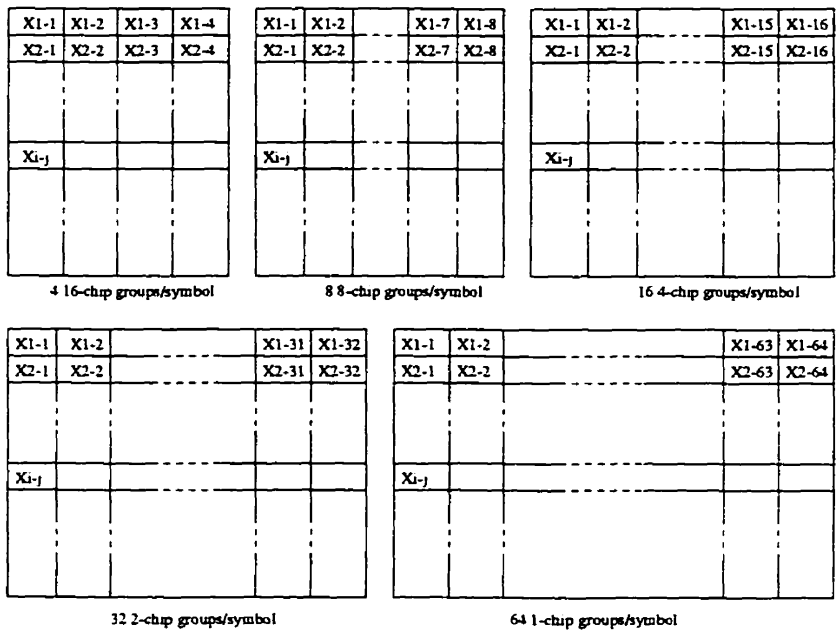 X1-1 X1-2 X1-3 X1-4
X2-1 X2-2 X2-3 X2-4
Xi-j
4 16-chip groups/symbol
X1-1 X1-2 X1-7 X1-8
X2-1 X2-2 X2-7 X2-8
Xi-j
8 8-chip groups/symbol
X1-1 X1-2 X1-15 X1-16
X2-1 X2-2 X2-15 X2-16
Xi-j
16 4-chip groups/symbol
X1-1 X1-2 X1-31 X1-32
X2-1 X2-2 X2-31 X2-32
Xi-j
32 2-chip groups/symbol
X1-1 X1-2 X1-63 X1-64
X2-1 X2-2 X2-63 X2-64
Xi-j
64 1-chip groups/symbol